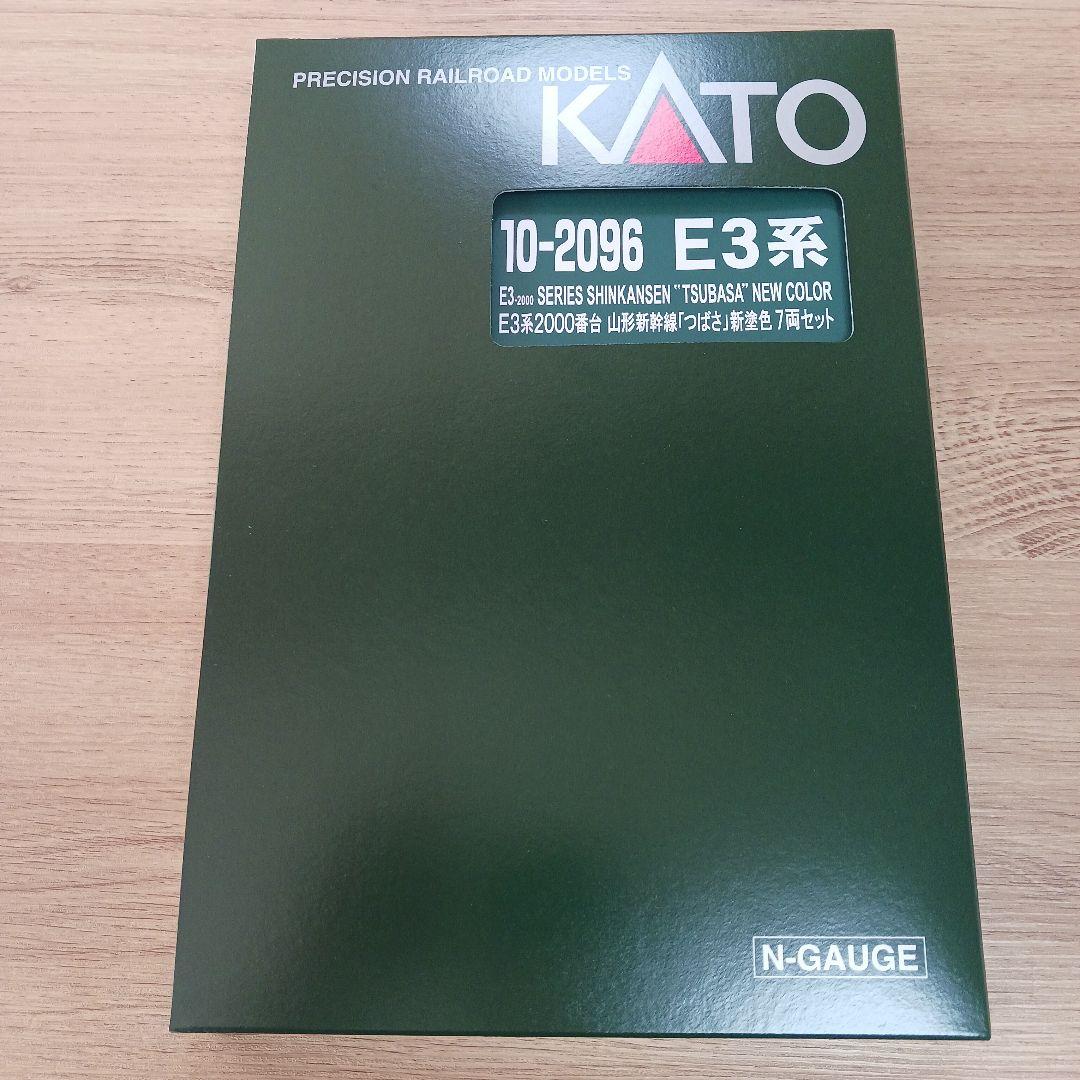 PRECISION RAILROAD MODELS
KATO
10-2096 E3系
E3-2000 SERIES SHINKANSEN “TSUBASA” NEW COLOR
E3系2000番台 山形新幹線「つばさ」新塗色 7両セット
N-GAUGE